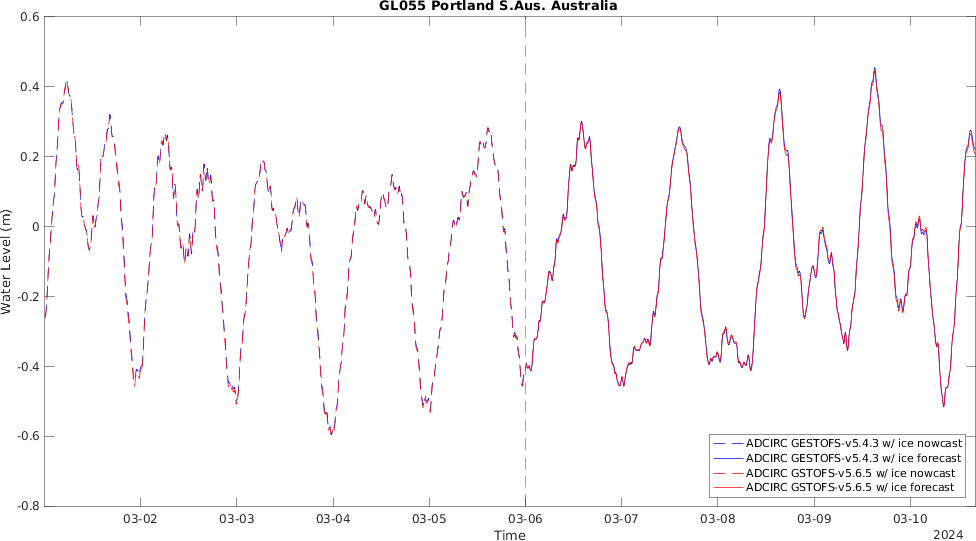 GL055 Portland S.Aus. Australia
0.6
0.4
0.2
0
-0.2
-0.4
-0.6
-0.8
Water Level (m)
03-02 03-03 03-04 03-05 03-06 03-07 03-08 03-09 03-10
Time
2024
ADCIRC GESTOFS-v5.4.3 w/ ice nowcast
ADCIRC GESTOFS-v5.4.3 w/ ice forecast
ADCIRC GSTOFS-v5.6.5 w/ ice nowcast
ADCIRC GSTOFS-v5.6.5 w/ ice forecast